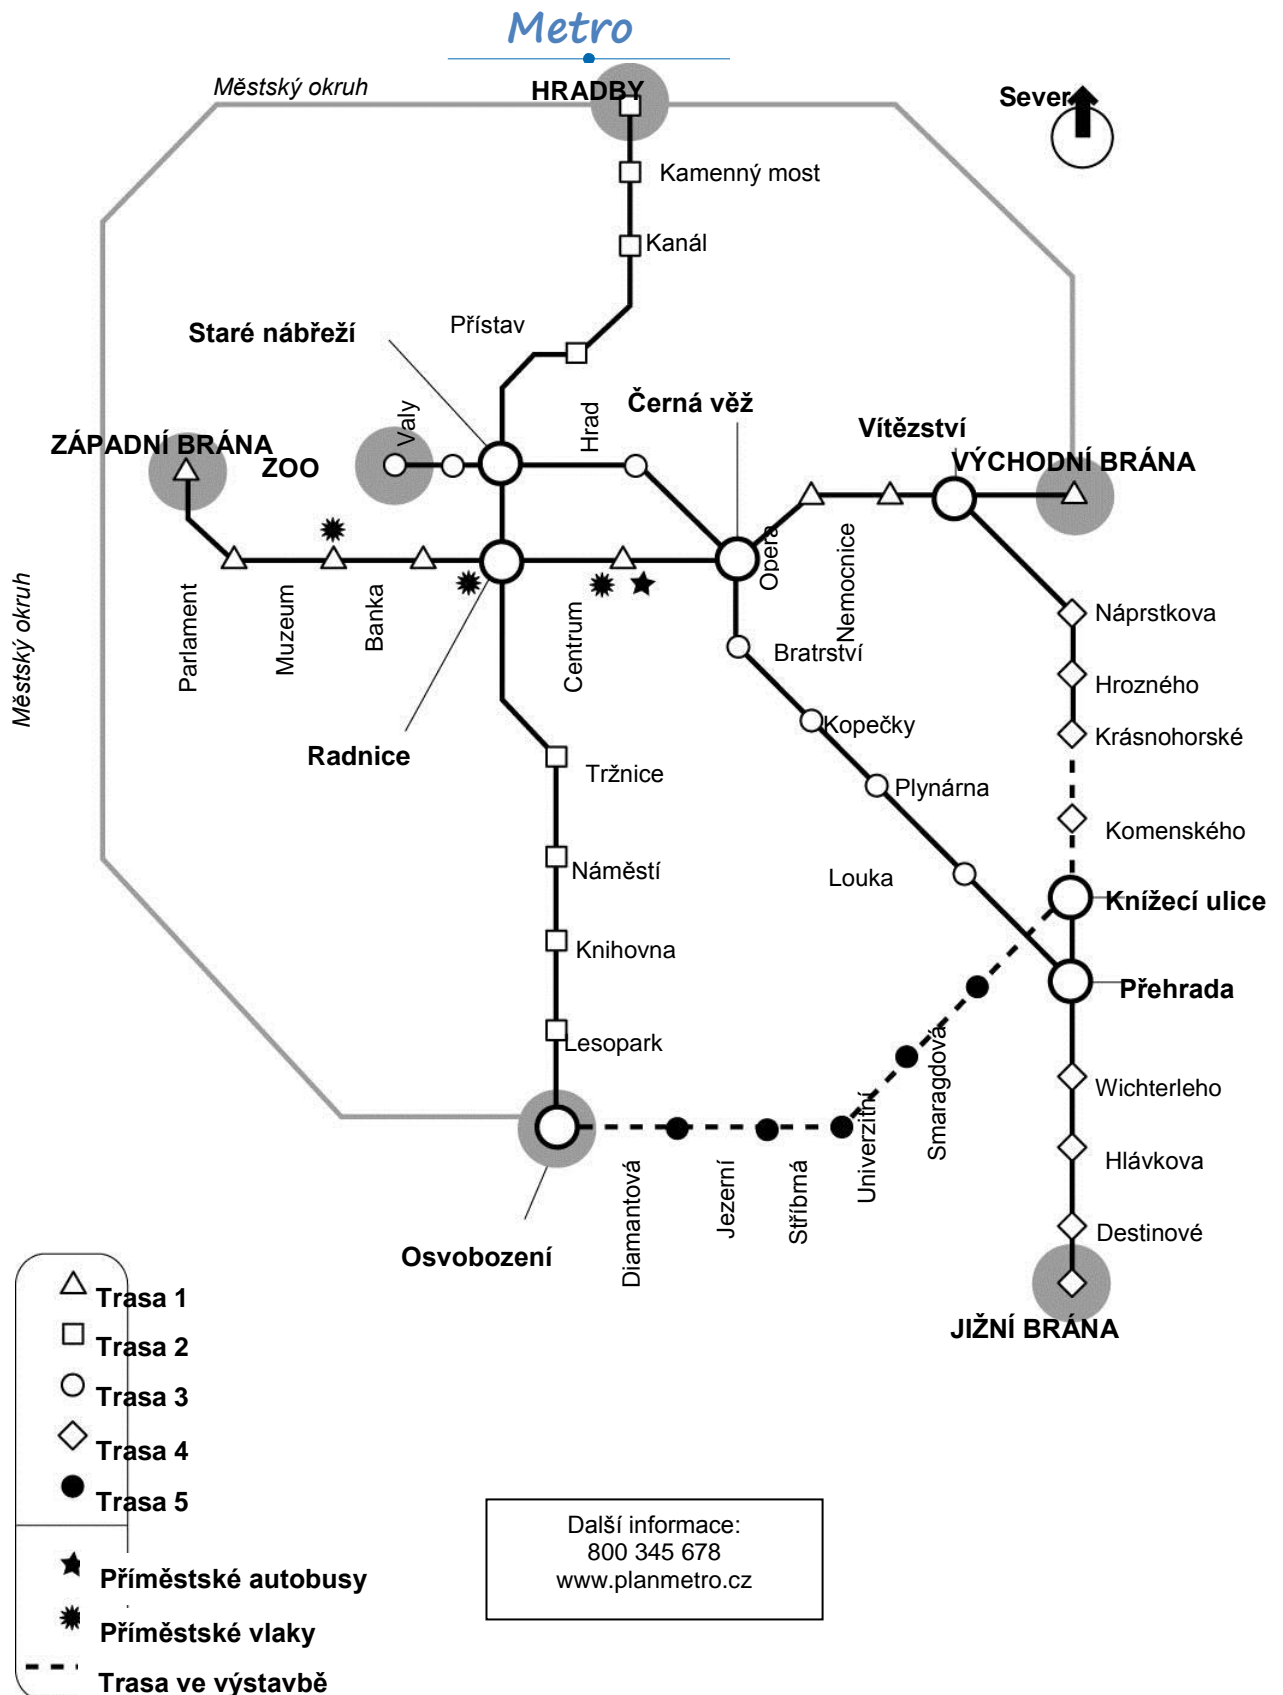 Metro
Městský okruh
HRADBY
Sever
Kamenný most
Kanál
Přístav
Staré nábřeží
Černá věž
Valy
Hrad
Vítězství
ZÁPADNÍ BRÁNA
ZOO
VÝCHODNÍ BRÁNA
Opera
Nemocnice
Městský okruh
Parlament
Muzeum
Banka
Centrum
Náprstkova
Bratrství
Hrozného
Kopečky
Krásnohorské
Radnice
Tržnice
Plynárna
Komenského
Náměstí
Louka
Knížecí ulice
Knihovna
Přehrada
Lesopark
Wichterleho
Smaragdová
Univerzitní
Hlávkova
Diamantová
Jezerní
Stříbrná
Destinové
Osvobození
JIŽNÍ BRÁNA
Trasa 1
Trasa 2
Trasa 3
Trasa 4
Trasa 5
Příměstské autobusy
Příměstské vlaky
Trasa ve výstavbě
Další informace:
800 345 678
www.planmetro.cz